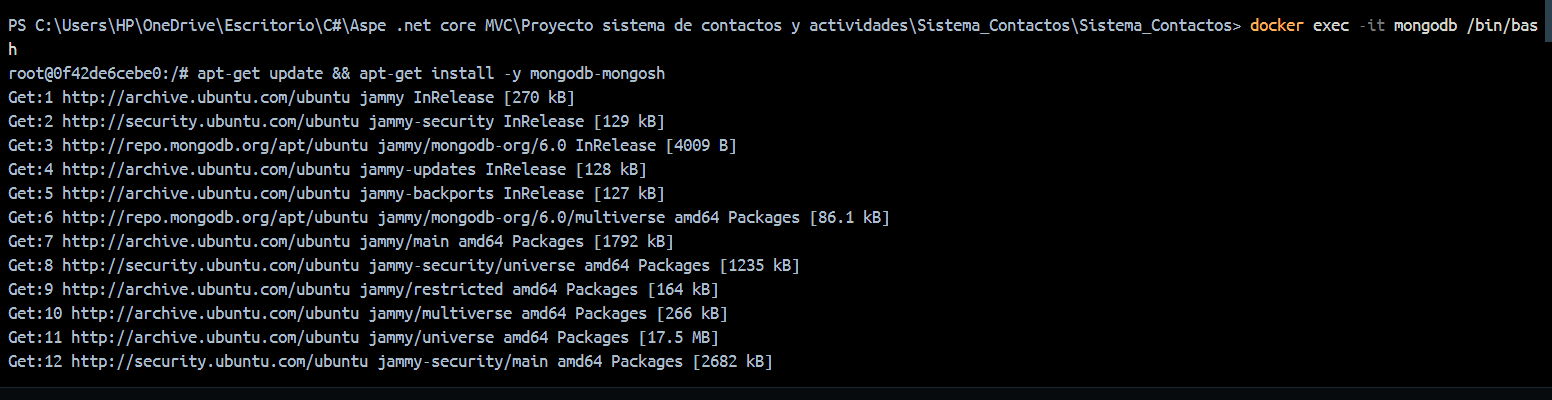 PS C:\Users\HP\OneDrive\Escritorio\C#\Aspe .net core MVC\Proyecto sistema de contactos y actividades\Sistema_Contactos\Sistema_Contactos> docker exec -it mongodb /bin/bas
h
root@0f42de6cebe0:/# apt-get update && apt-get install -y mongodb-mongosh
Get:1 http://archive.ubuntu.com/ubuntu jammy InRelease [270 kB]
Get:2 http://security.ubuntu.com/ubuntu jammy-security InRelease [129 kB]
Get:3 http://repo.mongodb.org/apt/ubuntu jammy/mongodb-org/6.0 InRelease [4009 B]
Get:4 http://archive.ubuntu.com/ubuntu jammy-updates InRelease [128 kB]
Get:5 http://archive.ubuntu.com/ubuntu jammy-backports InRelease [127 kB]
Get:6 http://repo.mongodb.org/apt/ubuntu jammy/mongodb-org/6.0/multiverse amd64 Packages [86.1 kB]
Get:7 http://archive.ubuntu.com/ubuntu jammy/main amd64 Packages [1792 kB]
Get:8 http://security.ubuntu.com/ubuntu jammy-security/universe amd64 Packages [1235 kB]
Get:9 http://archive.ubuntu.com/ubuntu jammy/restricted amd64 Packages [164 kB]
Get:10 http://archive.ubuntu.com/ubuntu jammy/multiverse amd64 Packages [266 kB]
Get:11 http://archive.ubuntu.com/ubuntu jammy/universe amd64 Packages [17.5 MB]
Get:12 http://security.ubuntu.com/ubuntu jammy-security/main amd64 Packages [2682 kB]